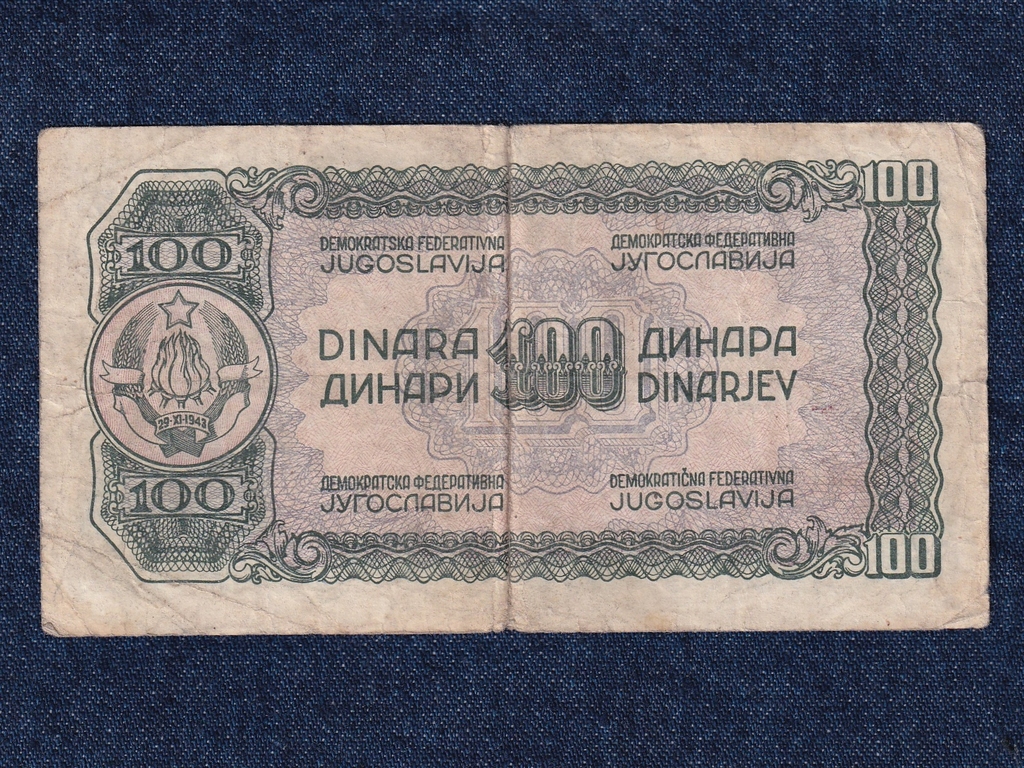 100
100
DEMOKRATSKA FEDERATIVNA
JUGOSLAVIJA
ДЕМОКРАТСКА ФЕДЕРАТИВНА
ЈУГОСЛАВИЈА
DINARA 100 ДИНАРА
ДИНАРИ DINARJEV
29·XI·1943
ДЕМОКРАТСКА ФЕДЕРАТИВНА
ЈУГОСЛАВИЈА
DEMOKRATIČNA FEDERATIVNA
JUGOSLAVIJA
100
100